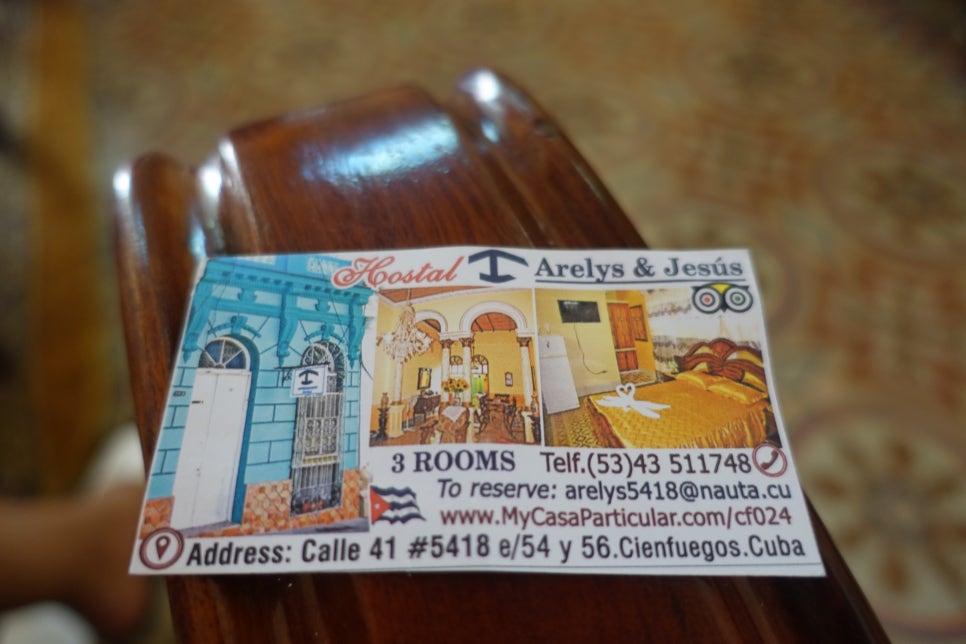 Hostal Arelys & Jesús
3 ROOMS
Telf.(53)43 511748
To reserve: arelys5418@nauta.cu
www.MyCasaParticular.com/cf024
Address: Calle 41 #5418 e/54 y 56.Cienfuegos.Cuba